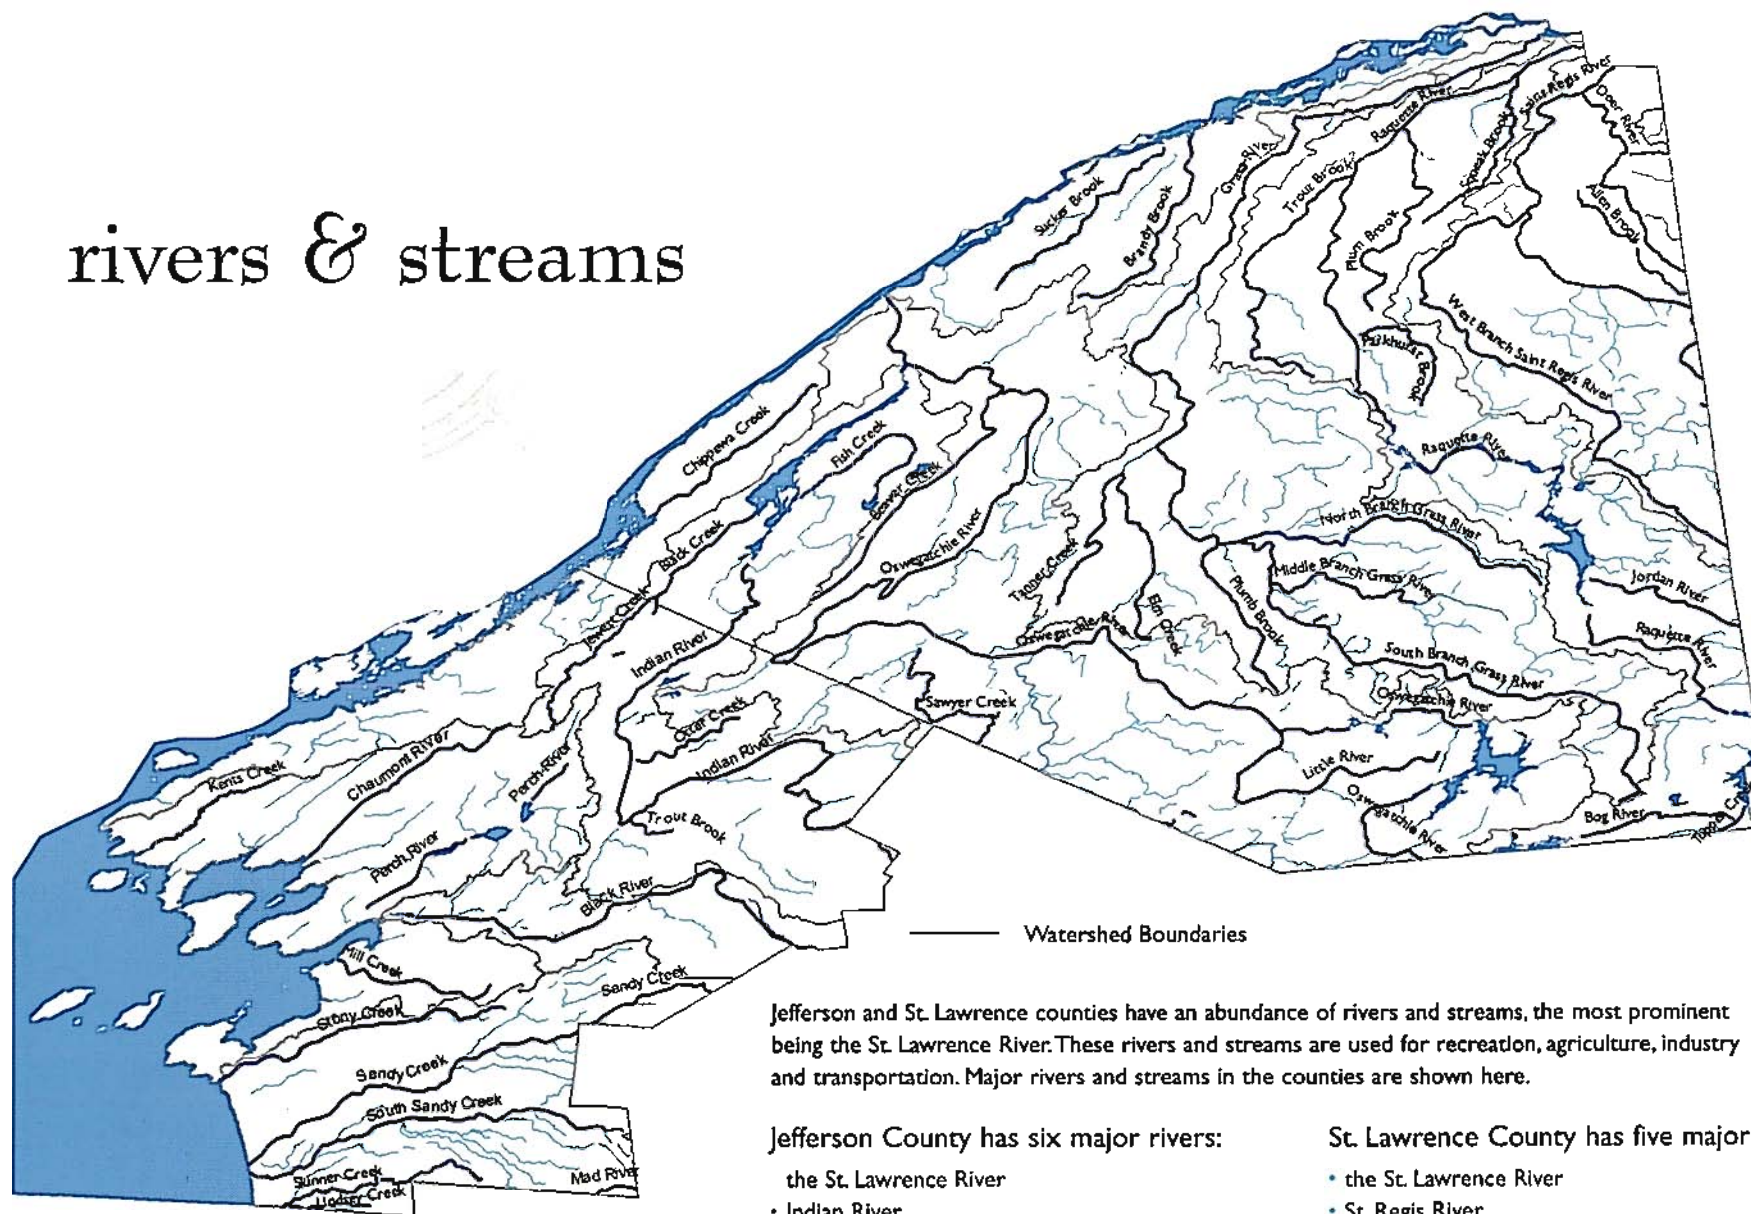 rivers & streams
Saint Regis River
Deer River
Raquette River
Squeak Brook
Grass River
Trout Brook
Allen Brook
Sucker Brook
Brandy Brook
Plum Brook
West Branch Saint Regis River
Parkhurst Brook
Chippewa Creek
Fish Creek
Raquette River
Beaver Creek
North Branch Grass River
Black Creek
Oswegatchie River
Tanner Creek
Middle Branch Grass River
Jordan River
Plumb Brook
Elm Creek
Jewett Creek
Oswegatchie River
Raquette River
Indian River
South Branch Grass River
Oswegatchie River
Sawyer Creek
Otter Creek
Chaumont River
Indian River
Little River
Kents Creek
Perch River
Oswegatchie River
Bog River
Trout Brook
Perch River
Black River
Watershed Boundaries
Mill Creek
Sandy Creek
Stony Creek
Sandy Creek
South Sandy Creek
Skinner Creek
Mad River
Lindsey Creek
Jefferson and St. Lawrence counties have an abundance of rivers and streams, the most prominent
being the St. Lawrence River. These rivers and streams are used for recreation, agriculture, industry
and transportation. Major rivers and streams in the counties are shown here.
Jefferson County has six major rivers:
the St. Lawrence River
• Indian River
St. Lawrence County has five major
• the St. Lawrence River
• St. Regis River